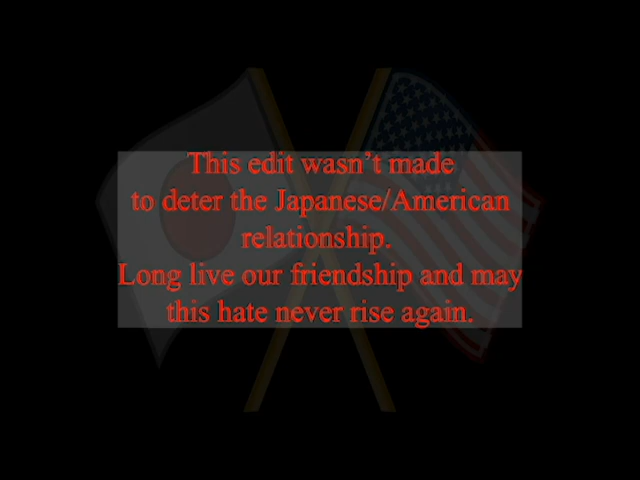 This edit wasn't made
to deter the Japanese/American
relationship.
Long live our friendship and may
this hate never rise again.